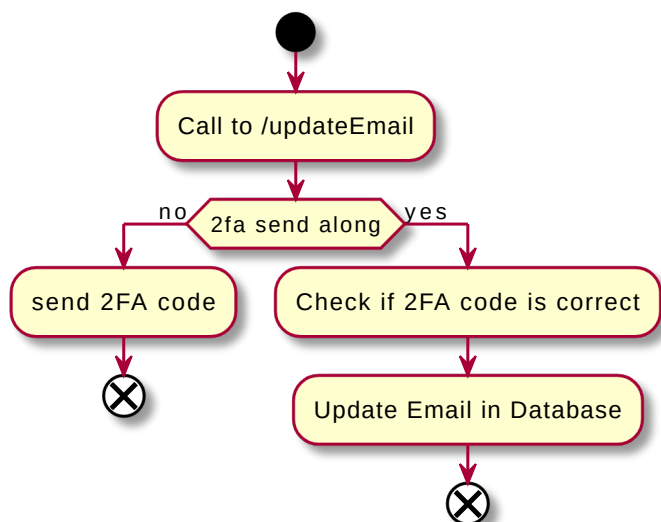 Call to /updateEmail
no
yes
2fa send along
send 2FA code
Check if 2FA code is correct
Update Email in Database